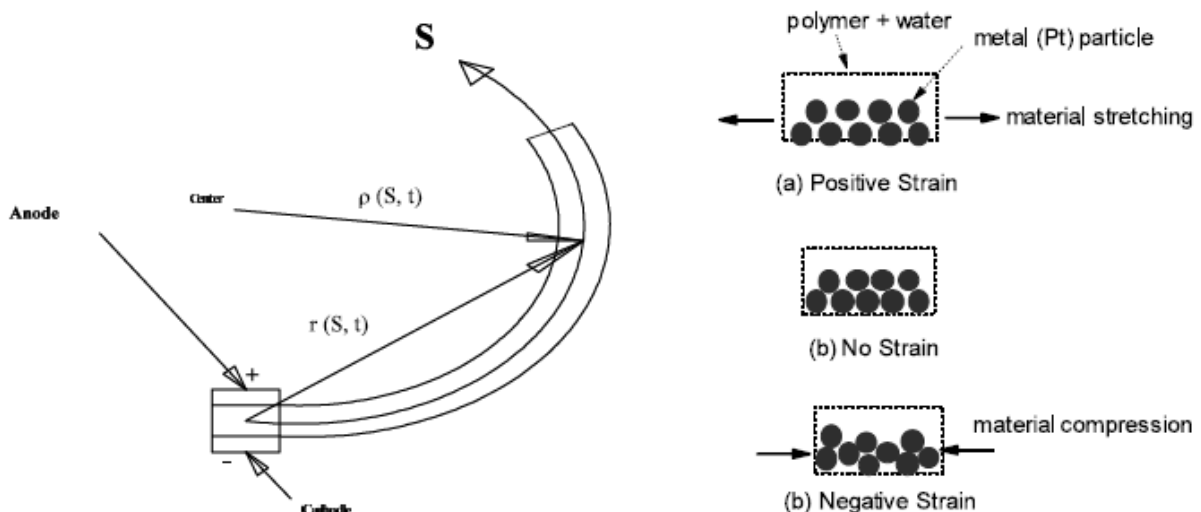 S
Anode
Center
ρ (S, t)
r (S, t)
+
−
Cathode
polymer + water
metal (Pt) particle
material stretching
(a) Positive Strain
(b) No Strain
material compression
(b) Negative Strain